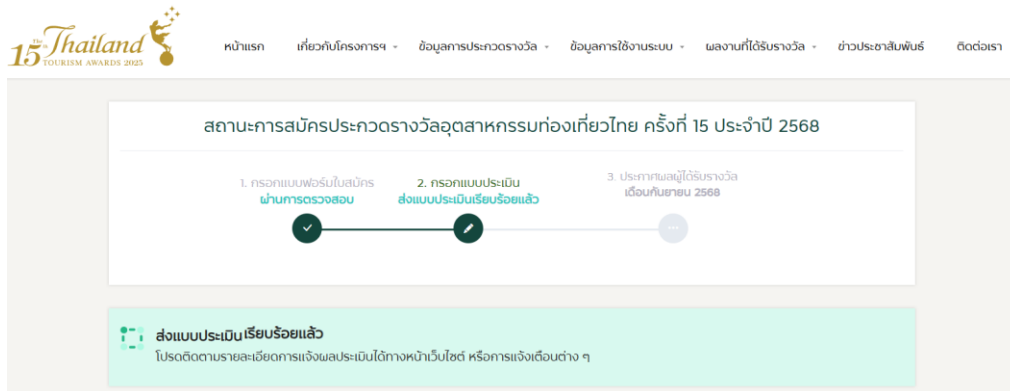 The
15th Thailand
TOURISM AWARDS 2025
หน้าแรก เกี่ยวกับโครงการฯ ข้อมูลการประกวดรางวัล ข้อมูลการใช้งานระบบ ผลงานที่ได้รับรางวัล ข่าวประชาสัมพันธ์ ติดต่อเรา
สถานะการสมัครประกวดรางวัลอุตสาหกรรมท่องเที่ยวไทย ครั้งที่ 15 ประจำปี 2568
1. กรอกแบบฟอร์มใบสมัคร
ผ่านการตรวจสอบ
2. กรอกแบบประเมิน
ส่งแบบประเมินเรียบร้อยแล้ว
3. ประกาศผลผู้ได้รับรางวัล
เดือนกันยายน 2568
ส่งแบบประเมินเรียบร้อยแล้ว
โปรดติดตามรายละเอียดการแจ้งผลประเมินได้ทางหน้าเว็บไซต์ หรือการแจ้งเตือนต่าง ๆ